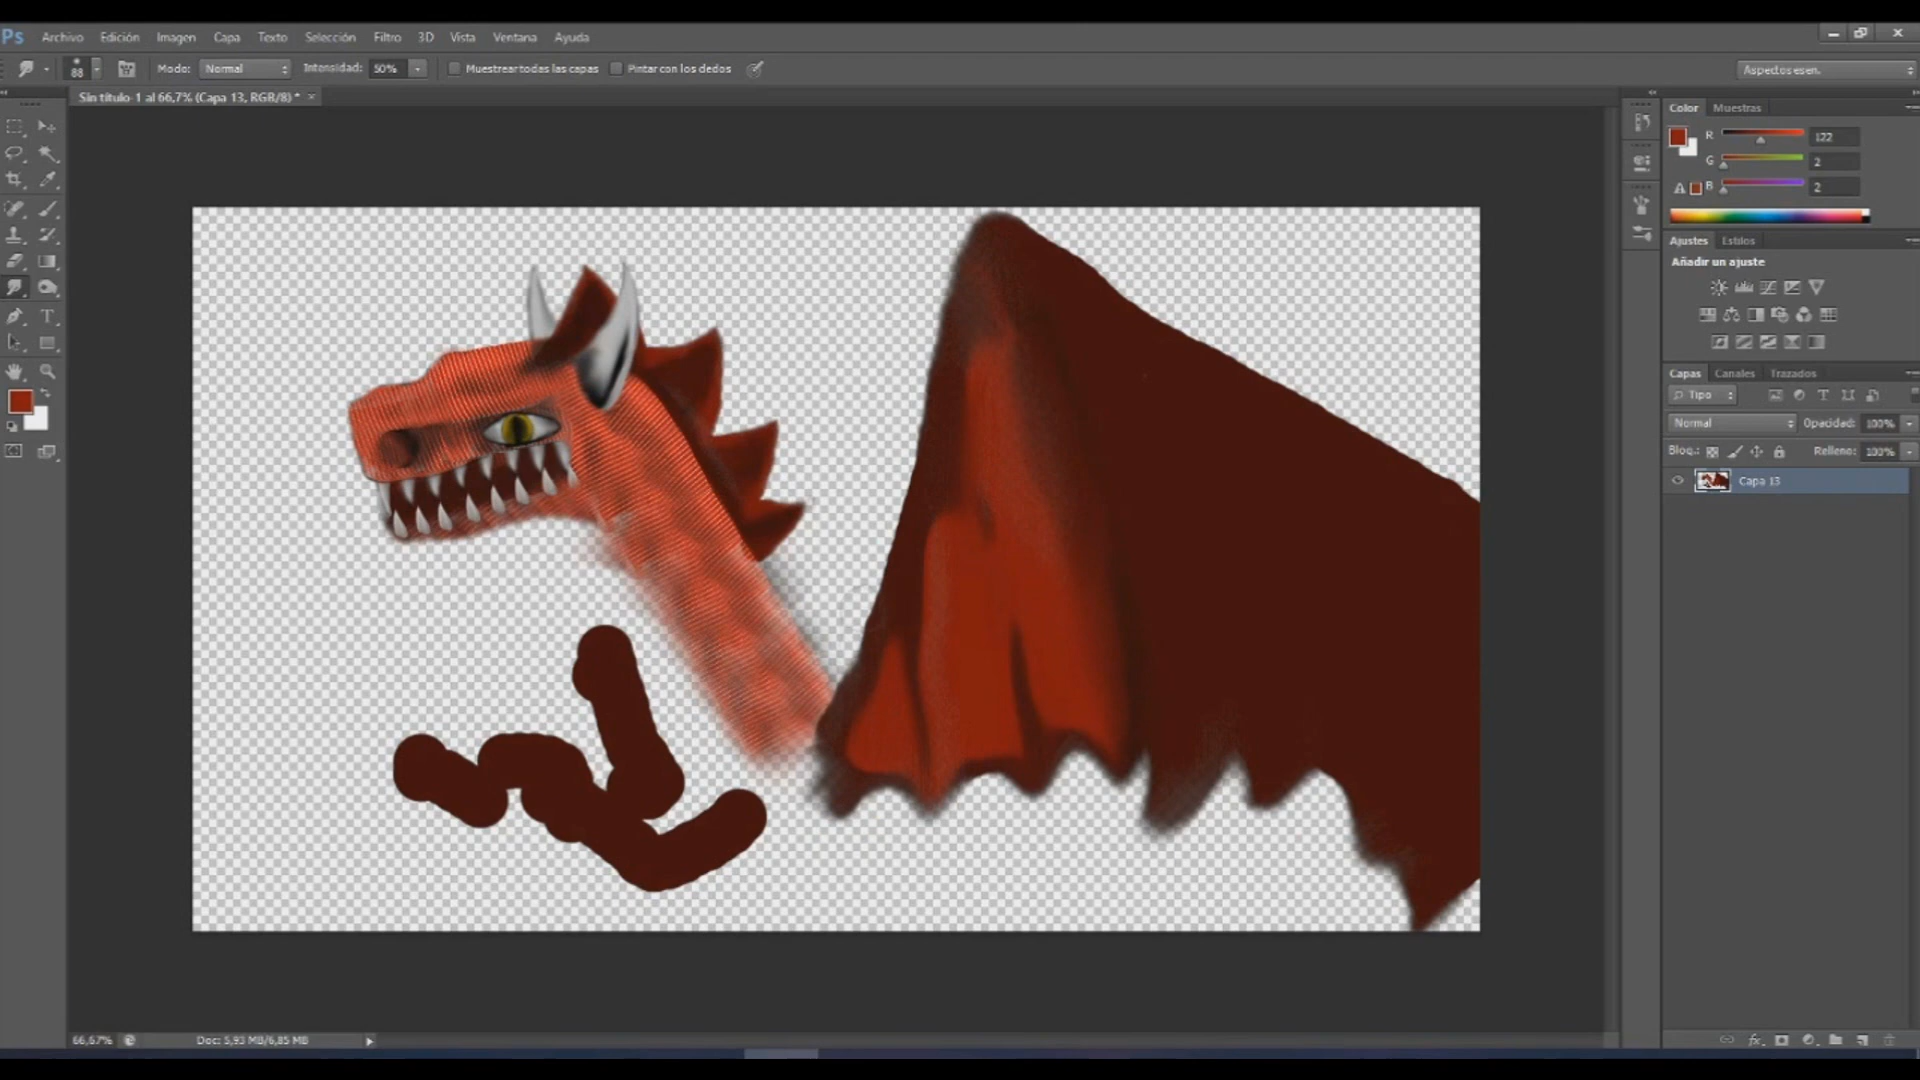 Ps Archivo Edición Imagen Capa Texto Selección Filtro 3D Vista Ventana Ayuda
88 Modo: Normal Intensidad: 50% Muestrear todas las capas Pintar con los dedos Aspectos esen.
Sin título-1 al 66,7% (Capa 13, RGB/8) * ×
Color Muestras
R 122
G 2
A B 2
Ajustes Estilos
Añadir un ajuste
Capas Canales Trazados
Tipo
Normal Opacidad: 100%
Bloq.: Relleno: 100%
Capa 13
66,67% Doc: 5,93 MB/6,85 MB